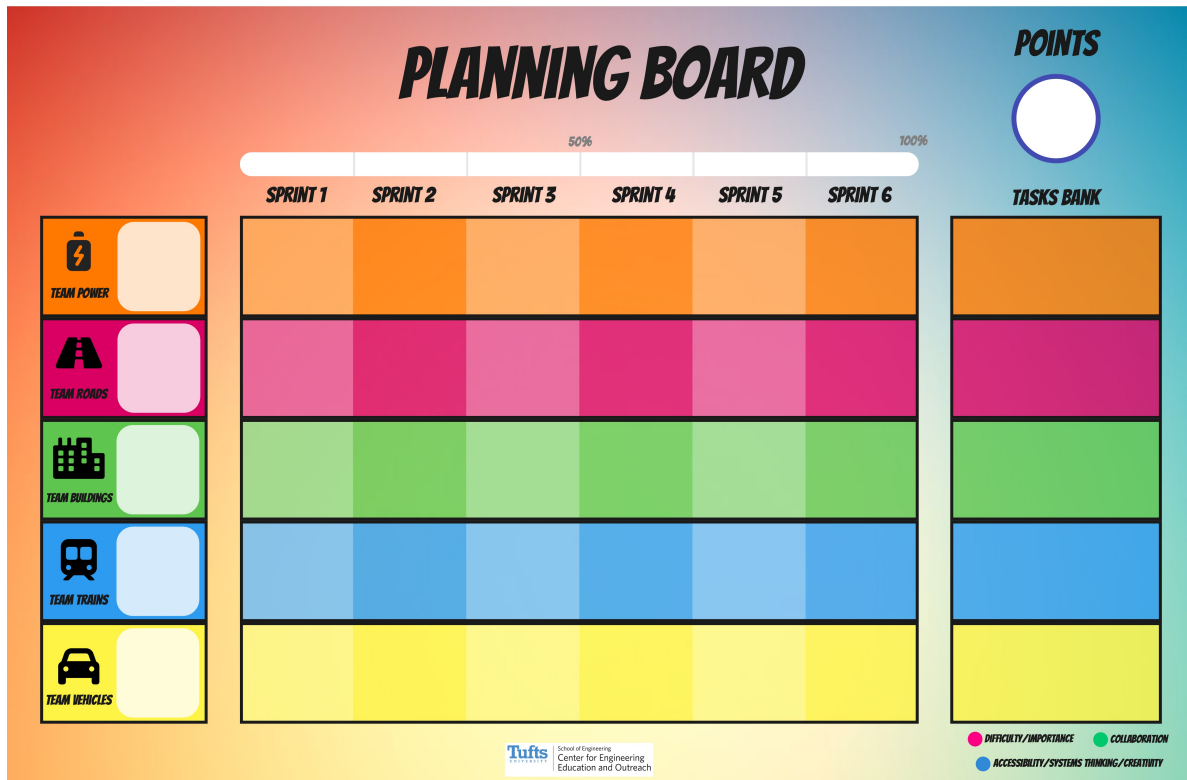 PLANNING BOARD
POINTS
50%
100%
SPRINT 1
SPRINT 2
SPRINT 3
SPRINT 4
SPRINT 5
SPRINT 6
TASKS BANK
TEAM POWER
TEAM ROADS
TEAM BUILDINGS
TEAM TRAINS
TEAM VEHICLES
DIFFICULTY/IMPORTANCE
COLLABORATION
ACCESSIBILITY/SYSTEMS THINKING/CREATIVITY
Tufts
UNIVERSITY
School of Engineering
Center for Engineering
Education and Outreach